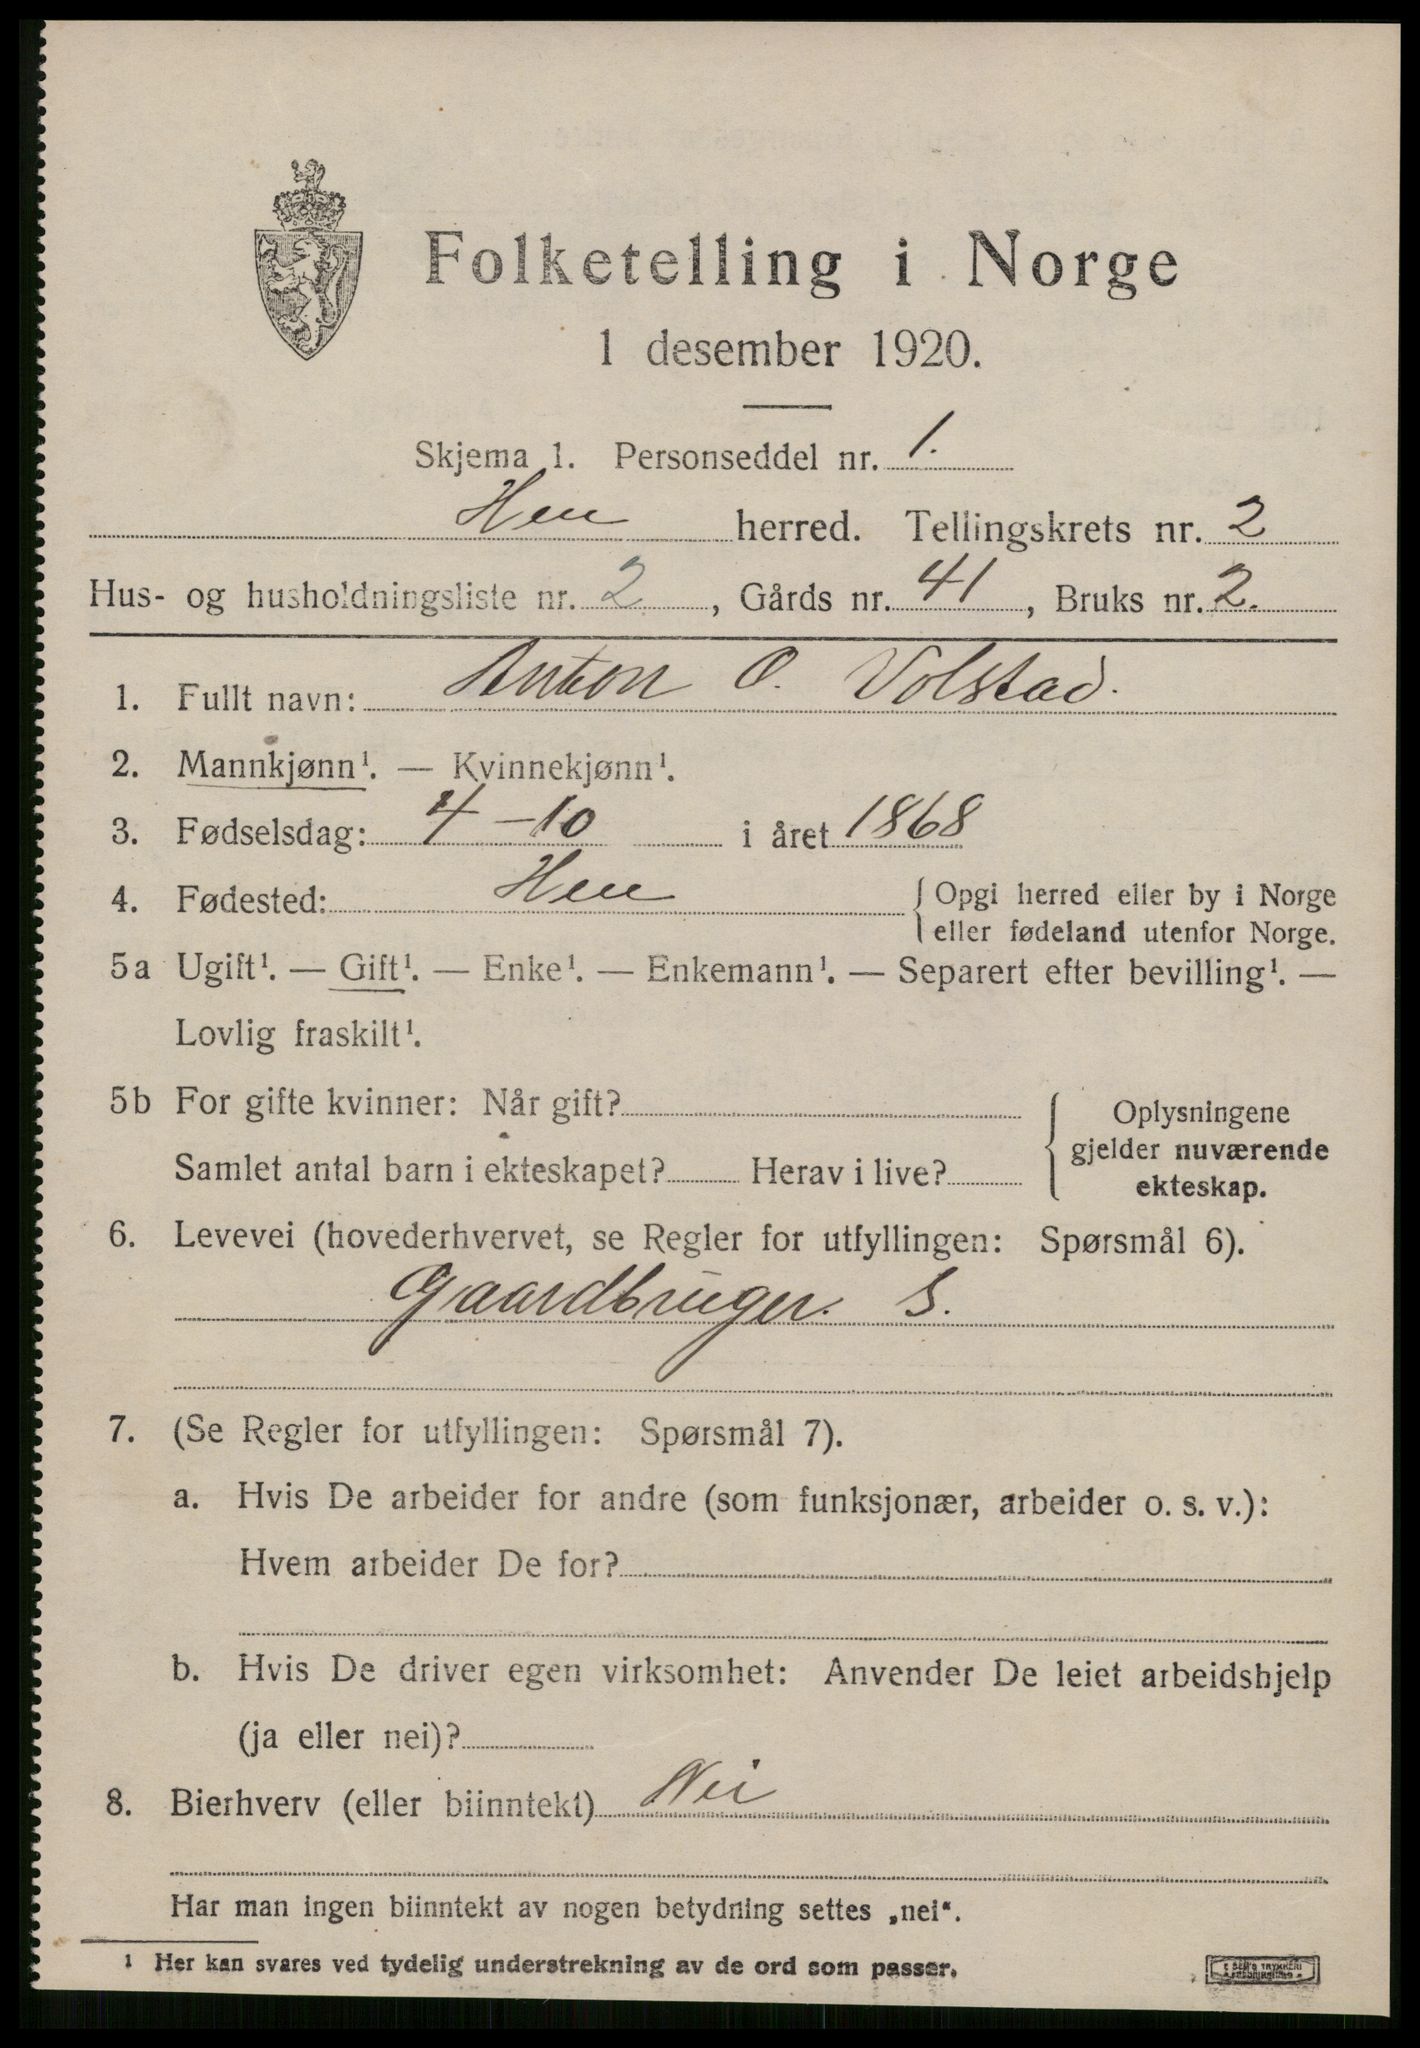 Folketelling i Norge
1 desember 1920.
Skjema 1. Personseddel nr. 1.
Hen herred. Tellingskrets nr. 2
Hus- og husholdningsliste nr. 2, Gårds nr. 41, Bruks nr. 2.
1. Fullt navn: Anton O. Volstad.
2. Mannkjønn¹. — Kvinnekjønn¹.
3. Fødselsdag: 4-10 i året 1868
4. Fødested: Hen { Opgi herred eller by i Norge
eller fødeland utenfor Norge.
5a Ugift¹. — Gift¹. — Enke¹. — Enkemann¹. — Separert efter bevilling¹. —
Lovlig fraskilt¹.
5b For gifte kvinner: Når gift? { Oplysningene
gjelder nuværende
Samlet antal barn i ekteskapet? Herav i live?
ekteskap.
6. Levevei (hovederhvervet, se Regler for utfyllingen: Spørsmål 6).
Gaardbruger. S.
7. (Se Regler for utfyllingen: Spørsmål 7).
a. Hvis De arbeider for andre (som funksjonær, arbeider o. s. v.):
Hvem arbeider De for?
b. Hvis De driver egen virksomhet: Anvender De leiet arbeidshjelp
(ja eller nei)?
8. Bierhverv (eller biinntekt) Nei
Har man ingen biinntekt av nogen betydning settes „nei“.
1 Her kan svares ved tydelig understrekning av de ord som passer.